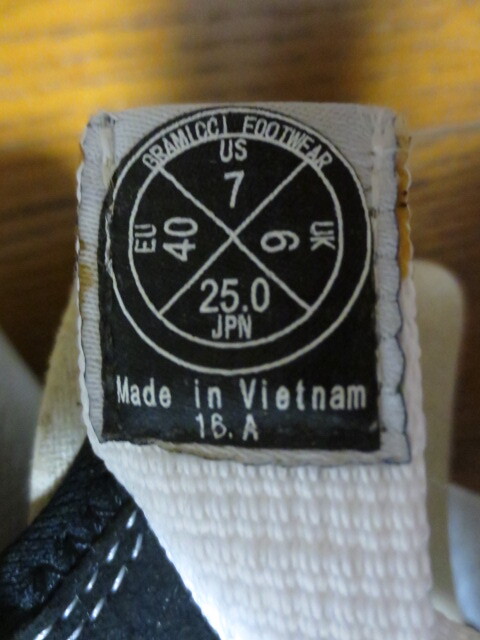 GRAMICCI FOOTWEAR
US
7
EU
40
6
UK
25.0
JPN
Made in Vietnam
16.A